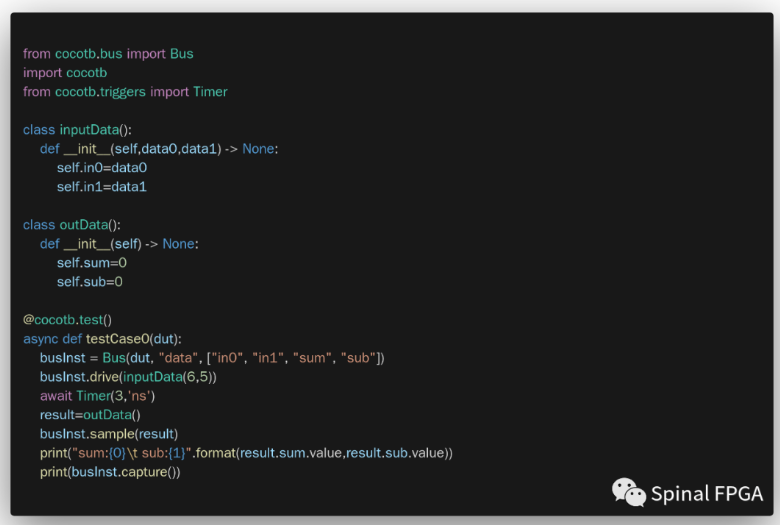 from cocotb.bus import Bus
import cocotb
from cocotb.triggers import Timer
class inputData():
def __init__(self,data0,data1) -> None:
self.in0=data0
self.in1=data1
class outData():
def __init__(self) -> None:
self.sum=0
self.sub=0
@cocotb.test()
async def testCase0(dut):
busInst = Bus(dut, "data", ["in0", "in1", "sum", "sub"])
busInst.drive(inputData(6,5))
await Timer(3,'ns')
result=outData()
busInst.sample(result)
print("sum:{0}\t sub:{1}".format(result.sum.value,result.sub.value))
print(busInst.capture())
Spinal FPGA